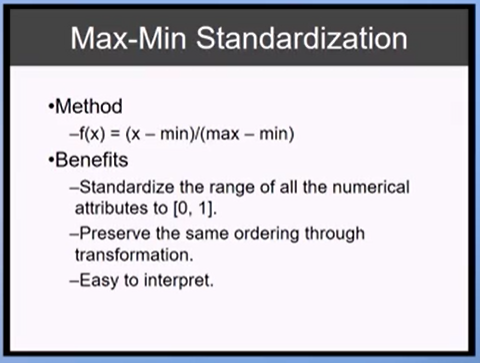 Max-Min Standardization
•Method
–f(x) = (x – min)/(max – min)
•Benefits
–Standardize the range of all the numerical
attributes to [0, 1].
–Preserve the same ordering through
transformation.
–Easy to interpret.